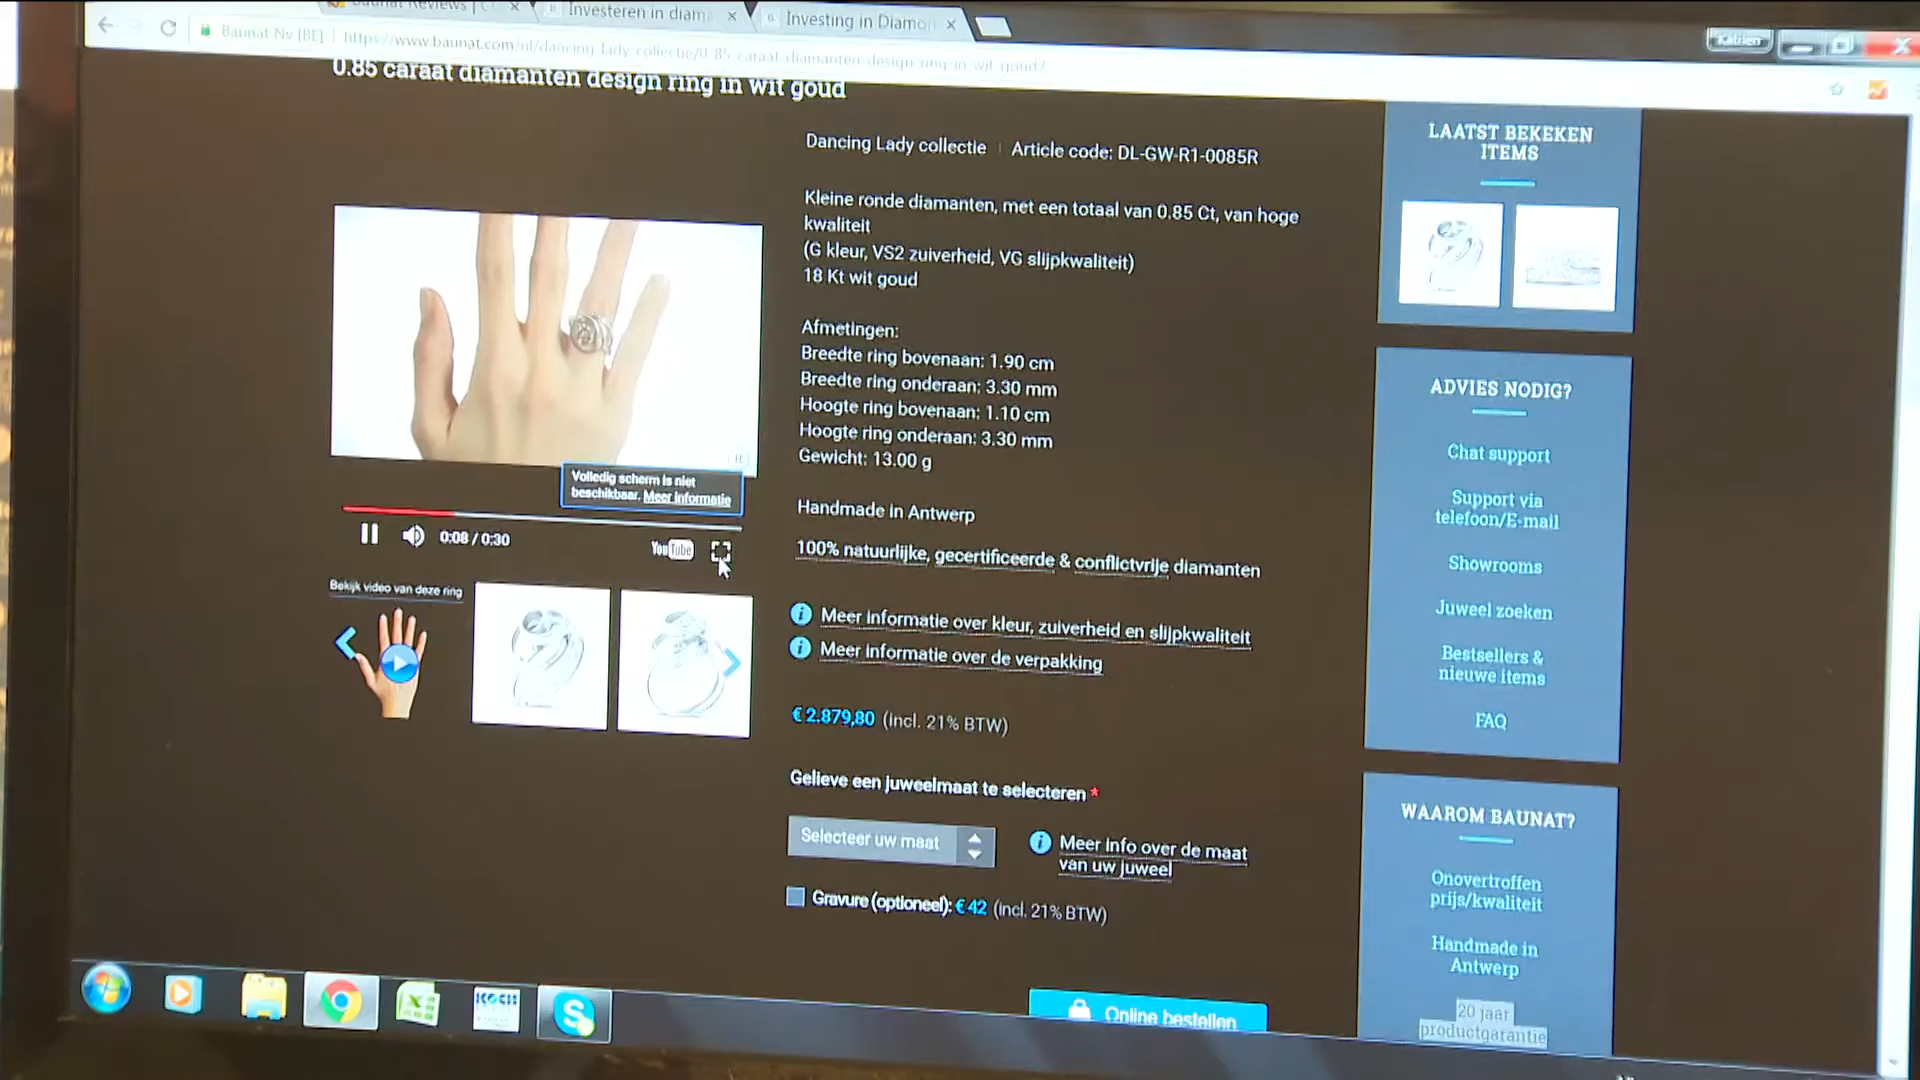 Baunat Reviews |
Investeren in diam
Investing in Diamon
Katrien
Baunat Nv [BE] | https://www.baunat.com/nl/dancing-lady-collectie/0-85-caraat-diamanten-design-ring-in-wit-goud/
0.85 caraat diamanten design ring in wit goud
Dancing Lady collectie | Article code: DL-GW-R1-0085R
Kleine ronde diamanten, met een totaal van 0.85 Ct, van hoge
kwaliteit
(G kleur, VS2 zuiverheid, VG slijpkwaliteit)
18 Kt wit goud
Afmetingen:
Breedte ring bovenaan: 1.90 cm
Breedte ring onderaan: 3.30 mm
Hoogte ring bovenaan: 1.10 cm
Hoogte ring onderaan: 3.30 mm
Gewicht: 13.00 g
Handmade in Antwerp
100% natuurlijke, gecertificeerde & conflictvrije diamanten
Meer informatie over kleur, zuiverheid en slijpkwaliteit
Meer informatie over de verpakking
€ 2.879,80 (incl. 21% BTW)
Gelieve een juweelmaat te selecteren *
Selecteer uw maat
Meer info over de maat
van uw juweel
Gravure (optioneel): € 42 (incl. 21% BTW)
Online bestellen
Volledig scherm is niet
beschikbaar. Meer informatie
0:08 / 0:30
YouTube
Bekijk video van deze ring
LAATST BEKEKEN
ITEMS
ADVIES NODIG?
Chat support
Support via
telefoon/E-mail
Showrooms
Juweel zoeken
Bestsellers &
nieuwe items
FAQ
WAAROM BAUNAT?
Onovertroffen
prijs/kwaliteit
Handmade in
Antwerp
20 jaar
productgarantie
KOCH